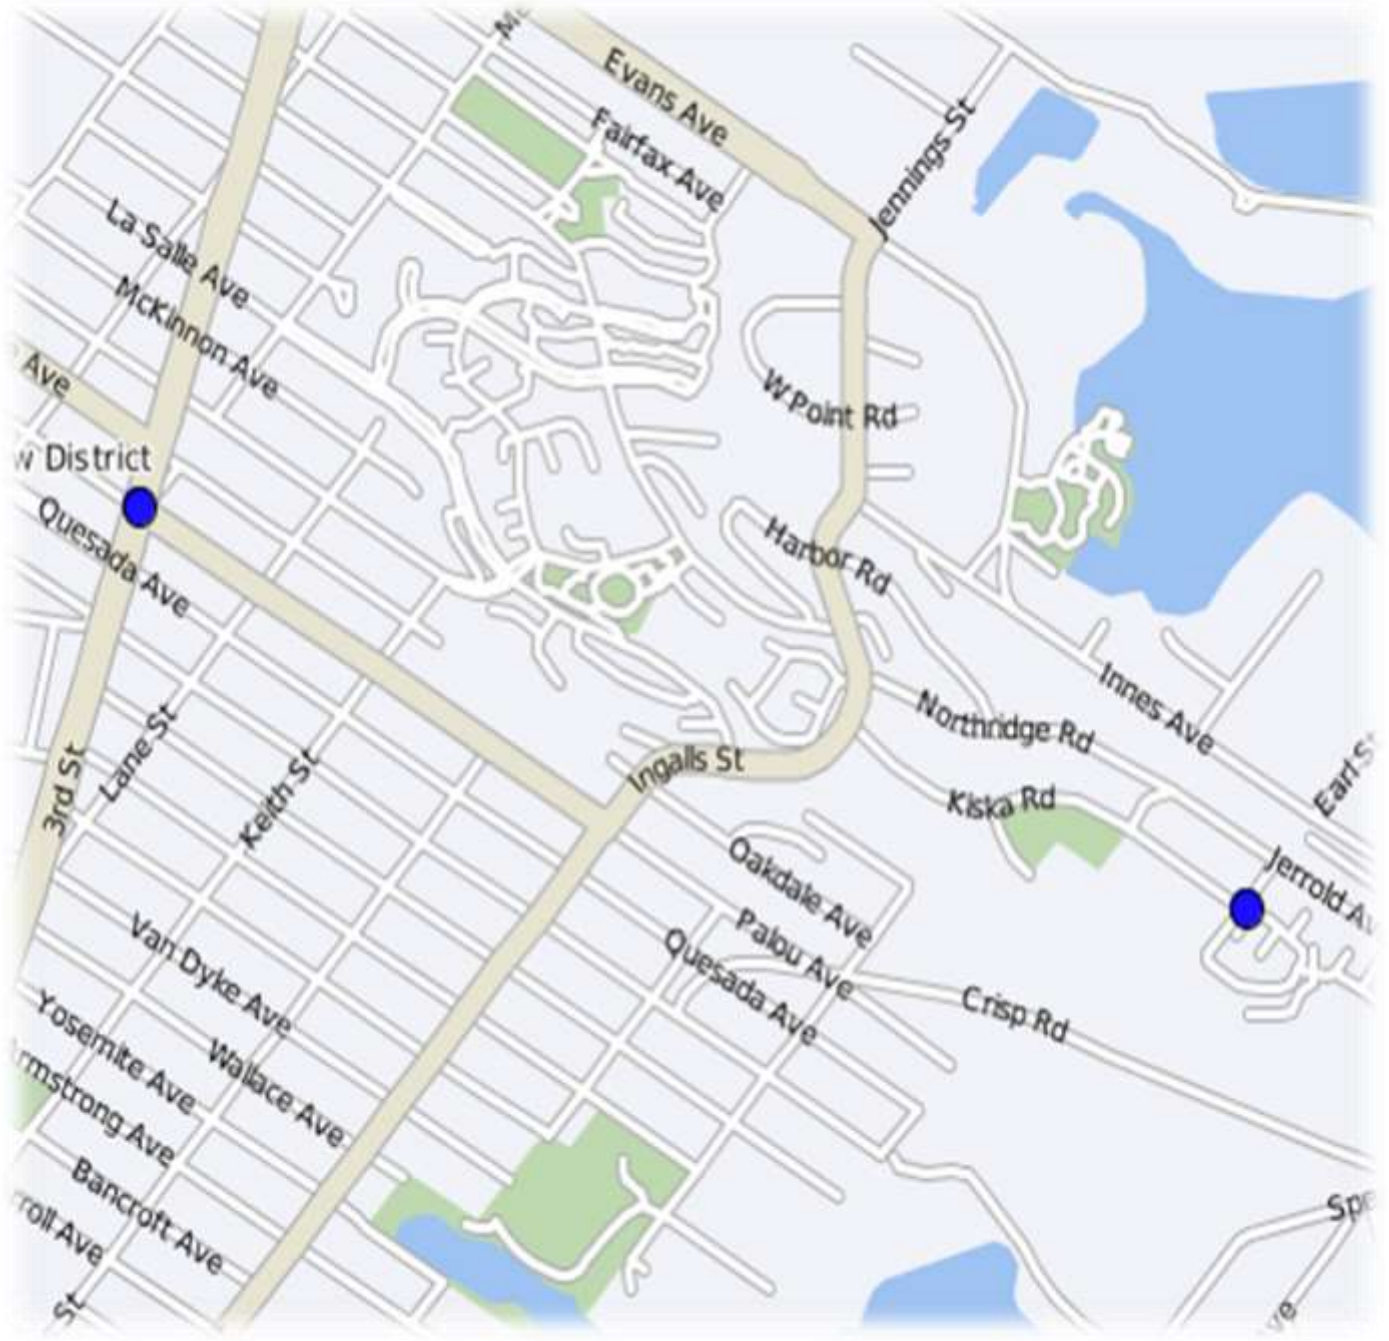 Evans Ave
Fairfax Ave
Jennings St
La Salle Ave
McKinnon Ave
Ave
W Point Rd
District
Quesada Ave
Harbor Rd
Innes Ave
Northridge Rd
Lane St
Ingalls St
Earl St
3rd St
Keith St
Kiska Rd
Oakdale Ave
Jerrold Av
Palou Ave
Van Dyke Ave
Quesada Ave
Crisp Rd
Yosemite Ave
Wallace Ave
rmstrong Ave
Bancroft Ave
Spe
roll Ave
St
ve